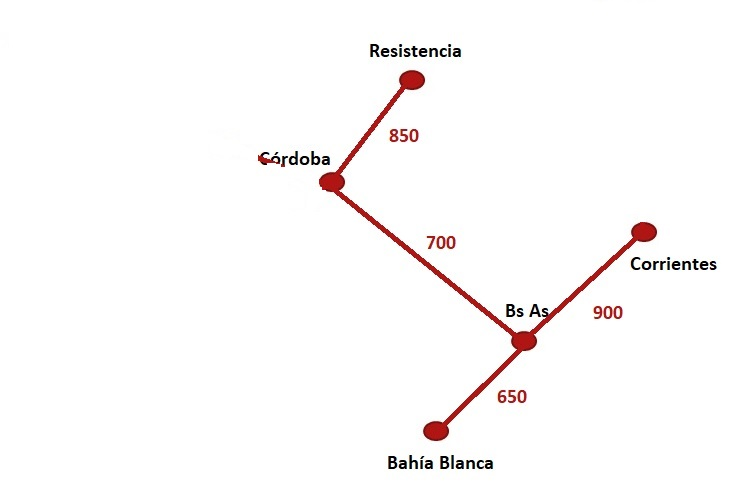 Resistencia
850
Córdoba
700
Corrientes
Bs As
900
650
Bahía Blanca